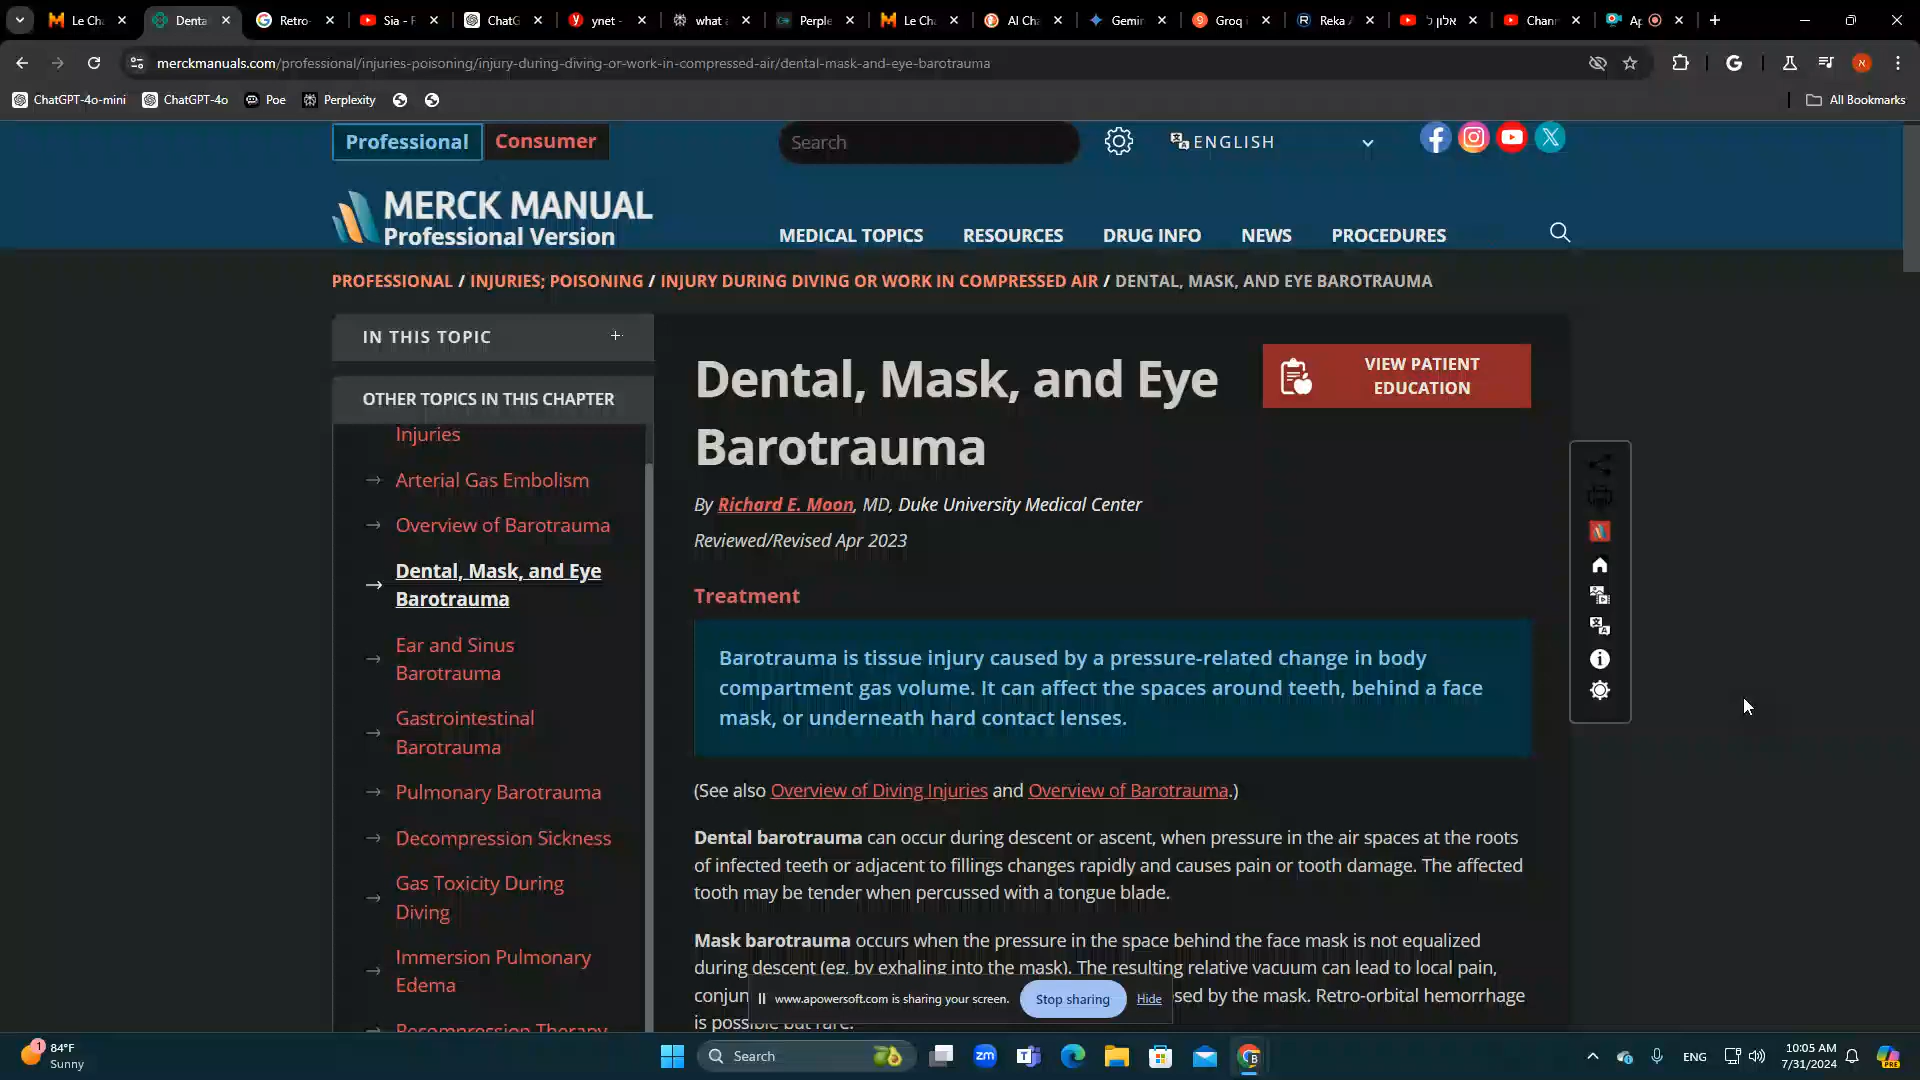 Le Cha
Denta
Retro-
Sia - F
ChatG
ynet -
what a
Perple
Le Cha
AI Cha
Gemin
Groq i
Reka
אלון ל
Chann
Ap
merckmanuals.com/professional/injuries-poisoning/injury-during-diving-or-work-in-compressed-air/dental-mask-and-eye-barotrauma
ChatGPT-4o-mini
ChatGPT-4o
Poe
Perplexity
All Bookmarks
Professional
Consumer
Search
ENGLISH
MERCK MANUAL
Professional Version
MEDICAL TOPICS
RESOURCES
DRUG INFO
NEWS
PROCEDURES
PROFESSIONAL / INJURIES; POISONING / INJURY DURING DIVING OR WORK IN COMPRESSED AIR / DENTAL, MASK, AND EYE BAROTRAUMA
IN THIS TOPIC +
OTHER TOPICS IN THIS CHAPTER
Injuries
→ Arterial Gas Embolism
→ Overview of Barotrauma
→ Dental, Mask, and Eye
Barotrauma
→ Ear and Sinus
Barotrauma
→ Gastrointestinal
Barotrauma
→ Pulmonary Barotrauma
→ Decompression Sickness
→ Gas Toxicity During
Diving
→ Immersion Pulmonary
Edema
Recompression Therapy
Dental, Mask, and Eye
Barotrauma
VIEW PATIENT
EDUCATION
By Richard E. Moon, MD, Duke University Medical Center
Reviewed/Revised Apr 2023
Treatment
Barotrauma is tissue injury caused by a pressure-related change in body
compartment gas volume. It can affect the spaces around teeth, behind a face
mask, or underneath hard contact lenses.
(See also Overview of Diving Injuries and Overview of Barotrauma.)
Dental barotrauma can occur during descent or ascent, when pressure in the air spaces at the roots
of infected teeth or adjacent to fillings changes rapidly and causes pain or tooth damage. The affected
tooth may be tender when percussed with a tongue blade.
Mask barotrauma occurs when the pressure in the space behind the face mask is not equalized
during descent (eg, by exhaling into the mask). The resulting relative vacuum can lead to local pain,
conjun
sed by the mask. Retro-orbital hemorrhage
is possible but rare.
www.apowersoft.com is sharing your screen.
Stop sharing
Hide
1
84°F
Sunny
Search
zm
ENG
10:05 AM
7/31/2024
PRE